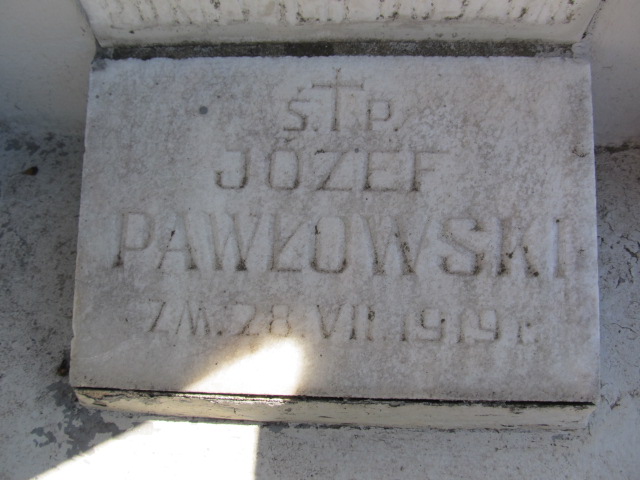 Ś.†P.
JÓZEF
PAWŁOWSKI
ZM. 28 VII. 1919 r.